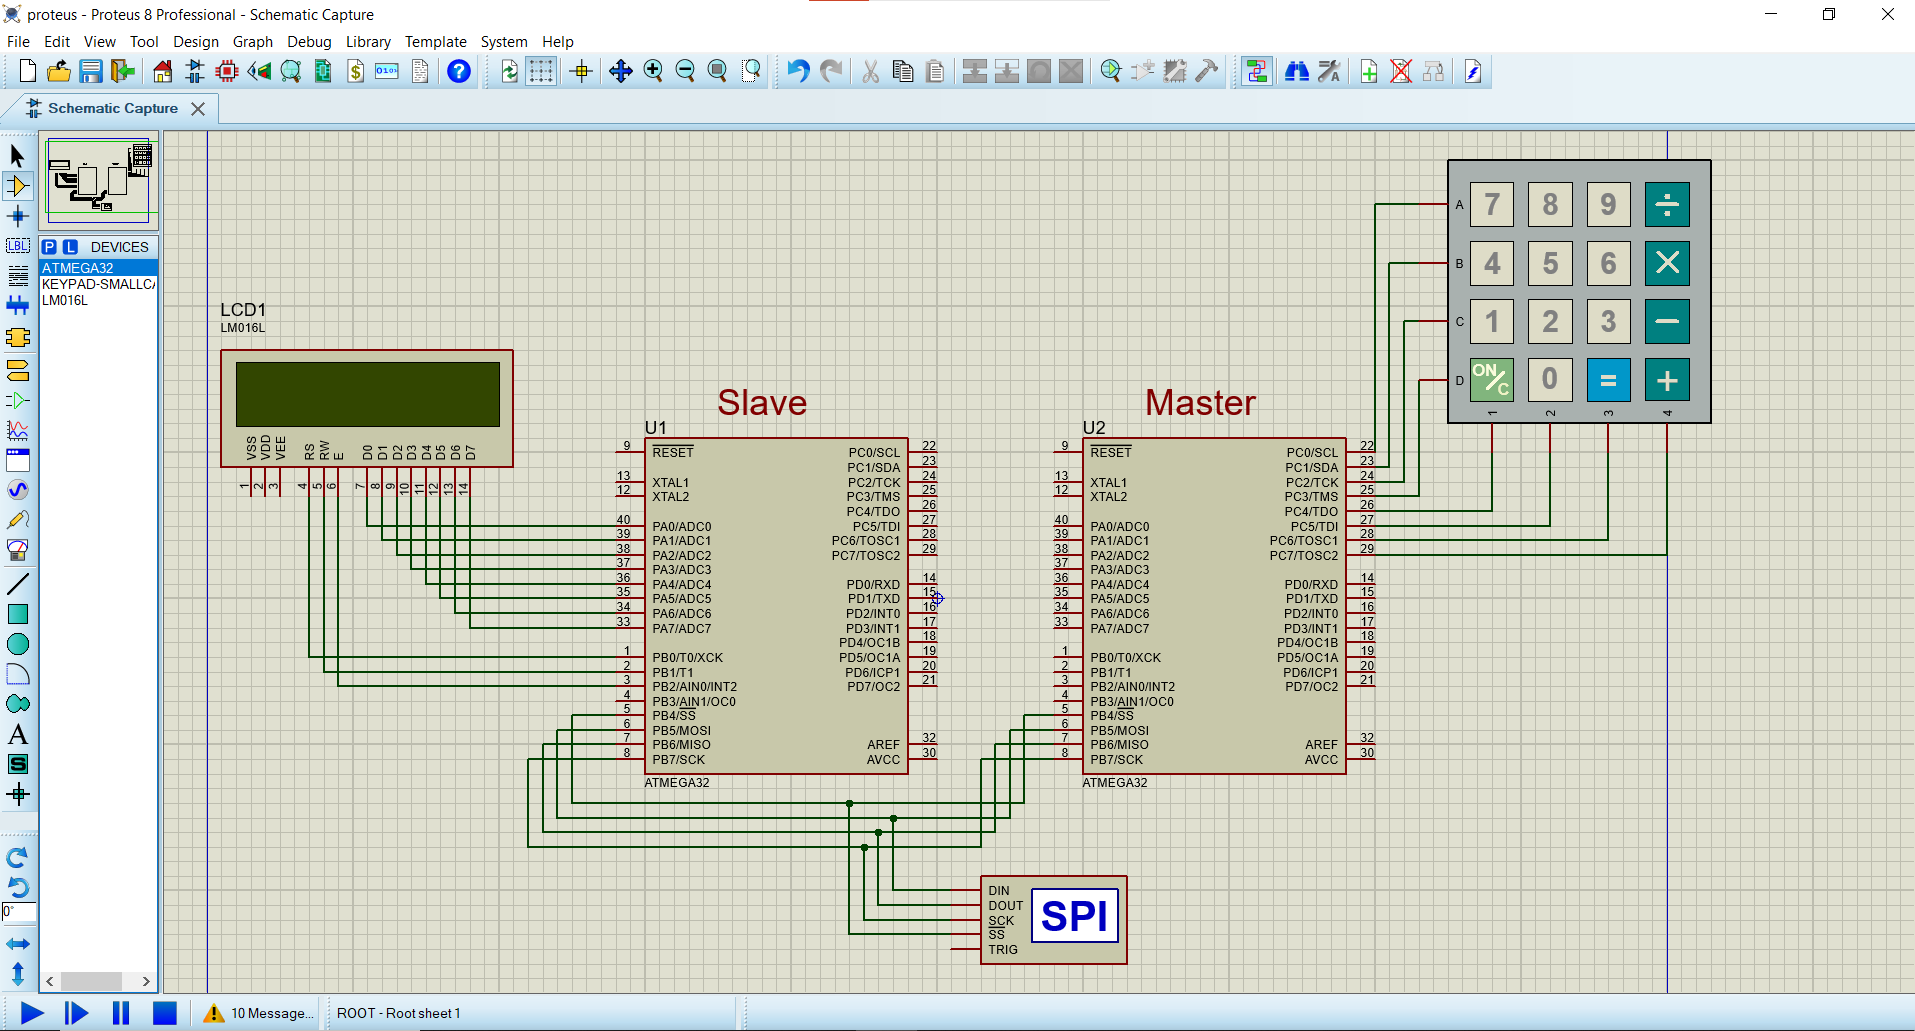 proteus - Proteus 8 Professional - Schematic Capture
File Edit View Tool Design Graph Debug Library Template System Help
Schematic Capture
P L DEVICES
ATMEGA32
KEYPAD-SMALLC
LM016L
LBL
A
S
0°
LCD1
LM016L
VSS VDD VEE RS RW E D0 D1 D2 D3 D4 D5 D6 D7
1 2 3 4 5 6 7 8 9 10 11 12 13 14
Slave
U1
9 RESET PC0/SCL 22
PC1/SDA 23
13 XTAL1 PC2/TCK 24
12 XTAL2 PC3/TMS 25
PC4/TDO 26
40 PA0/ADC0 PC5/TDI 27
39 PA1/ADC1 PC6/TOSC1 28
38 PA2/ADC2 PC7/TOSC2 29
37 PA3/ADC3
36 PA4/ADC4 PD0/RXD 14
35 PA5/ADC5 PD1/TXD 15
34 PA6/ADC6 PD2/INT0 16
33 PA7/ADC7 PD3/INT1 17
PD4/OC1B 18
1 PB0/T0/XCK PD5/OC1A 19
2 PB1/T1 PD6/ICP1 20
3 PB2/AIN0/INT2 PD7/OC2 21
4 PB3/AIN1/OC0
5 PB4/SS
6 PB5/MOSI
7 PB6/MISO AREF 32
8 PB7/SCK AVCC 30
ATMEGA32
Master
U2
9 RESET PC0/SCL 22
PC1/SDA 23
13 XTAL1 PC2/TCK 24
12 XTAL2 PC3/TMS 25
PC4/TDO 26
40 PA0/ADC0 PC5/TDI 27
39 PA1/ADC1 PC6/TOSC1 28
38 PA2/ADC2 PC7/TOSC2 29
37 PA3/ADC3
36 PA4/ADC4 PD0/RXD 14
35 PA5/ADC5 PD1/TXD 15
34 PA6/ADC6 PD2/INT0 16
33 PA7/ADC7 PD3/INT1 17
PD4/OC1B 18
1 PB0/T0/XCK PD5/OC1A 19
2 PB1/T1 PD6/ICP1 20
3 PB2/AIN0/INT2 PD7/OC2 21
4 PB3/AIN1/OC0
5 PB4/SS
6 PB5/MOSI
7 PB6/MISO AREF 32
8 PB7/SCK AVCC 30
ATMEGA32
A 7 8 9 ÷
B 4 5 6 ×
C 1 2 3 −
D ON/C 0 = +
1 2 3 4
DIN
DOUT
SCK
SS
TRIG
SPI
10 Message...
ROOT - Root sheet 1